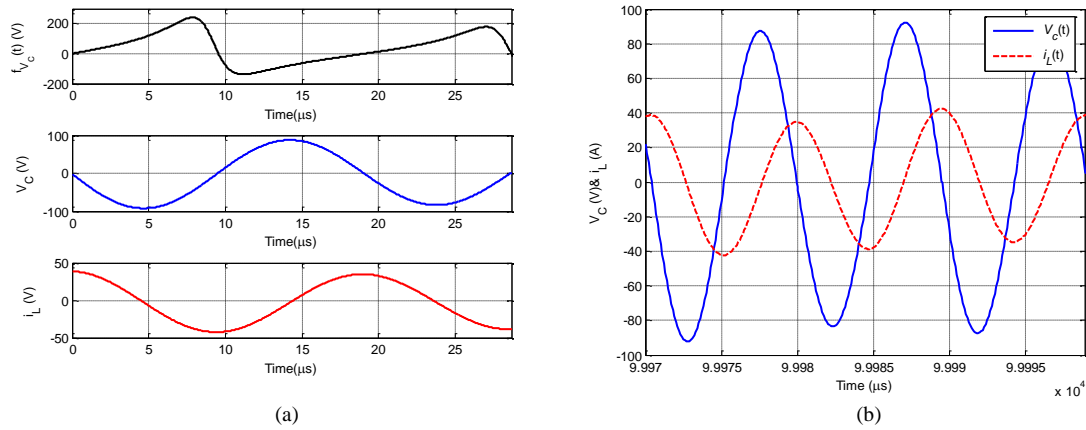 200
0
-200
f_{V_c}(t) (V)
0 5 10 15 20 25
Time(μs)
100
0
-100
V_C (V)
0 5 10 15 20 25
Time(μs)
50
0
-50
i_L (V)
0 5 10 15 20 25
Time(μs)
(a)
100
80
60
40
20
0
-20
-40
-60
-80
-100
V_C (V)& i_L (A)
V_c(t)
i_L(t)
9.997 9.9975 9.998 9.9985 9.999 9.9995
Time (μs)
x 10^4
(b)